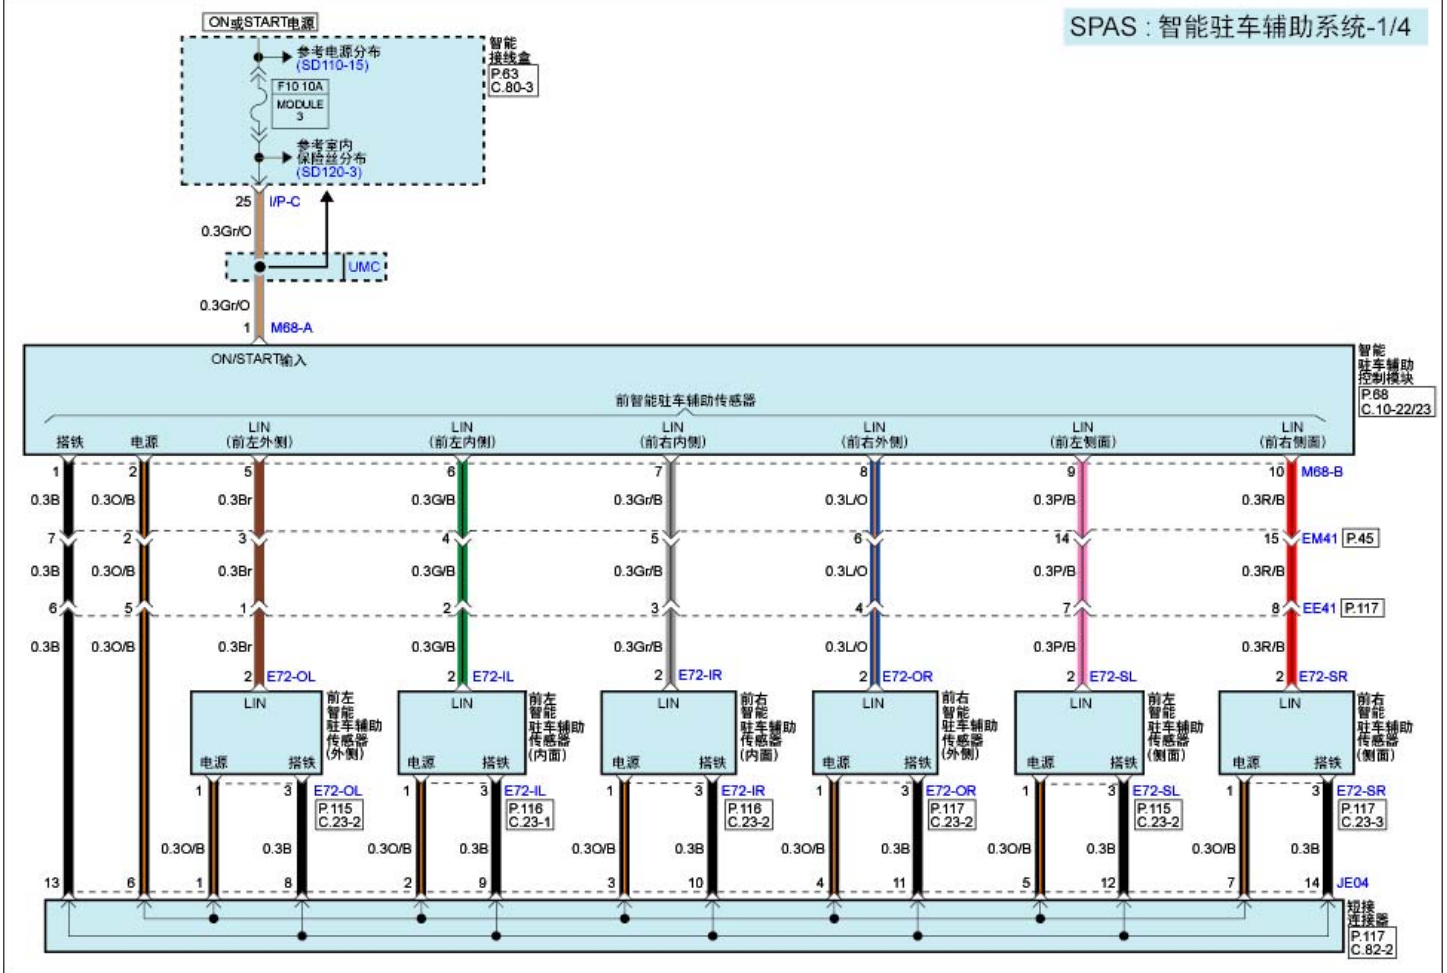 SPAS : 智能驻车辅助系统-1/4
ON或START电源
智能
接线盒
P.63
C.80-3
参考电源分布
(SD110-15)
F10 10A
MODULE
3
参考室内
保险丝分布
(SD120-3)
25 I/P-C
0.3Gr/O
UMC
0.3Gr/O
1 M68-A
ON/START输入
智能
驻车辅助
控制模块
P.68
C.10-22/23
前智能驻车辅助传感器
搭铁 电源 LIN LIN LIN LIN LIN LIN
(前左外侧) (前左内侧) (前右内侧) (前右外侧) (前左侧面) (前右侧面)
1 2 5 6 7 8 9 10 M68-B
0.3B 0.3O/B 0.3Br 0.3G/B 0.3Gr/B 0.3L/O 0.3P/B 0.3R/B
7 2 3 4 5 6 14 15 EM41 P.45
0.3B 0.3O/B 0.3Br 0.3G/B 0.3Gr/B 0.3L/O 0.3P/B 0.3R/B
6 5 1 2 3 4 7 8 EE41 P.117
0.3B 0.3O/B 0.3Br 0.3G/B 0.3Gr/B 0.3L/O 0.3P/B 0.3R/B
2 E72-OL 2 E72-IL 2 E72-IR 2 E72-OR 2 E72-SL 2 E72-SR
LIN LIN LIN LIN LIN LIN
前左
智能
驻车辅助
传感器
(外侧)
前左
智能
驻车辅助
传感器
(内面)
前右
智能
驻车辅助
传感器
(内面)
前右
智能
驻车辅助
传感器
(外侧)
前左
智能
驻车辅助
传感器
(侧面)
前右
智能
驻车辅助
传感器
(侧面)
电源 搭铁 电源 搭铁 电源 搭铁 电源 搭铁 电源 搭铁 电源 搭铁
1 3 E72-OL 1 3 E72-IL 1 3 E72-IR 1 3 E72-OR 1 3 E72-SL 1 3 E72-SR
P.115 P.116 P.116 P.117 P.115 P.117
C.23-2 C.23-1 C.23-2 C.23-2 C.23-2 C.23-3
0.3O/B 0.3B 0.3O/B 0.3B 0.3O/B 0.3B 0.3O/B 0.3B 0.3O/B 0.3B 0.3O/B 0.3B
13 6 1 8 2 9 3 10 4 11 5 12 7 14 JE04
短接
连接器
P.117
C.82-2